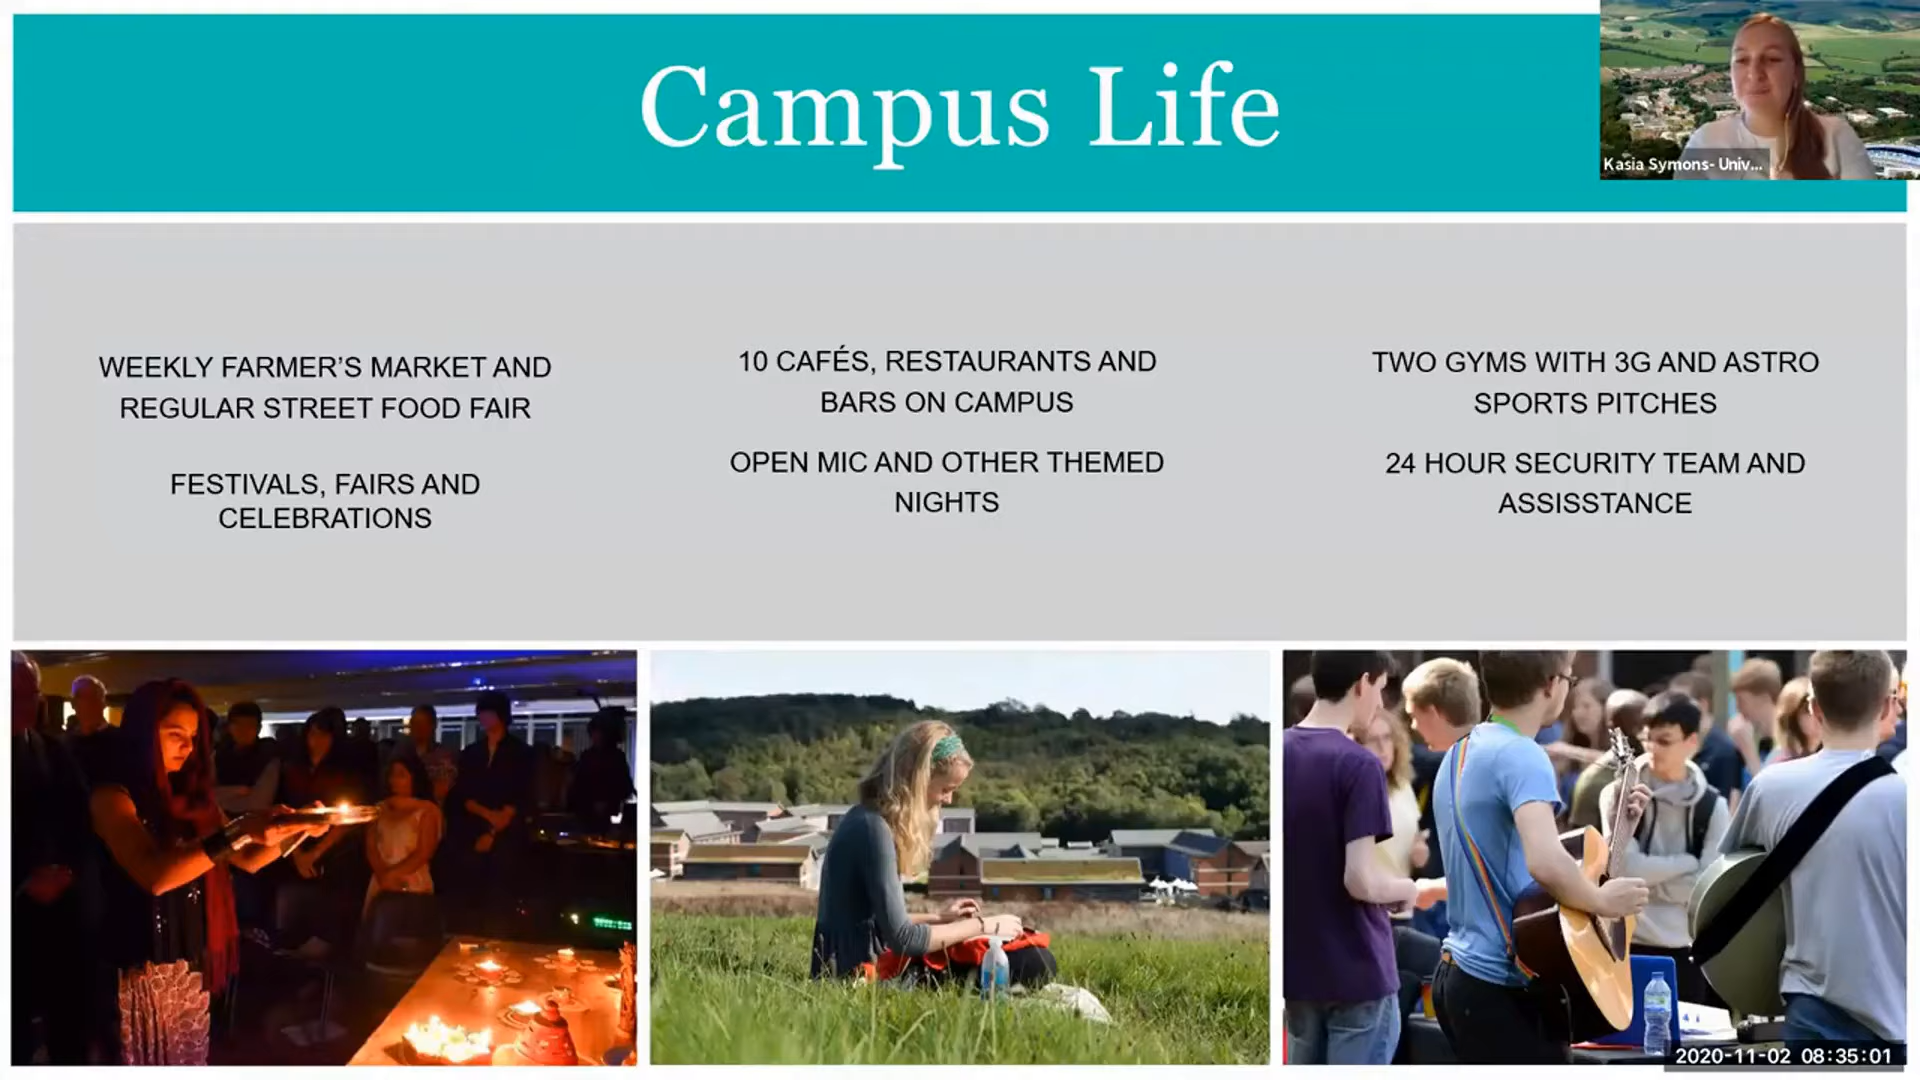 Campus Life
Kasia Symons- Univ...
WEEKLY FARMER’S MARKET AND
REGULAR STREET FOOD FAIR
FESTIVALS, FAIRS AND
CELEBRATIONS
10 CAFÉS, RESTAURANTS AND
BARS ON CAMPUS
OPEN MIC AND OTHER THEMED
NIGHTS
TWO GYMS WITH 3G AND ASTRO
SPORTS PITCHES
24 HOUR SECURITY TEAM AND
ASSISSTANCE
2020-11-02 08:35:01